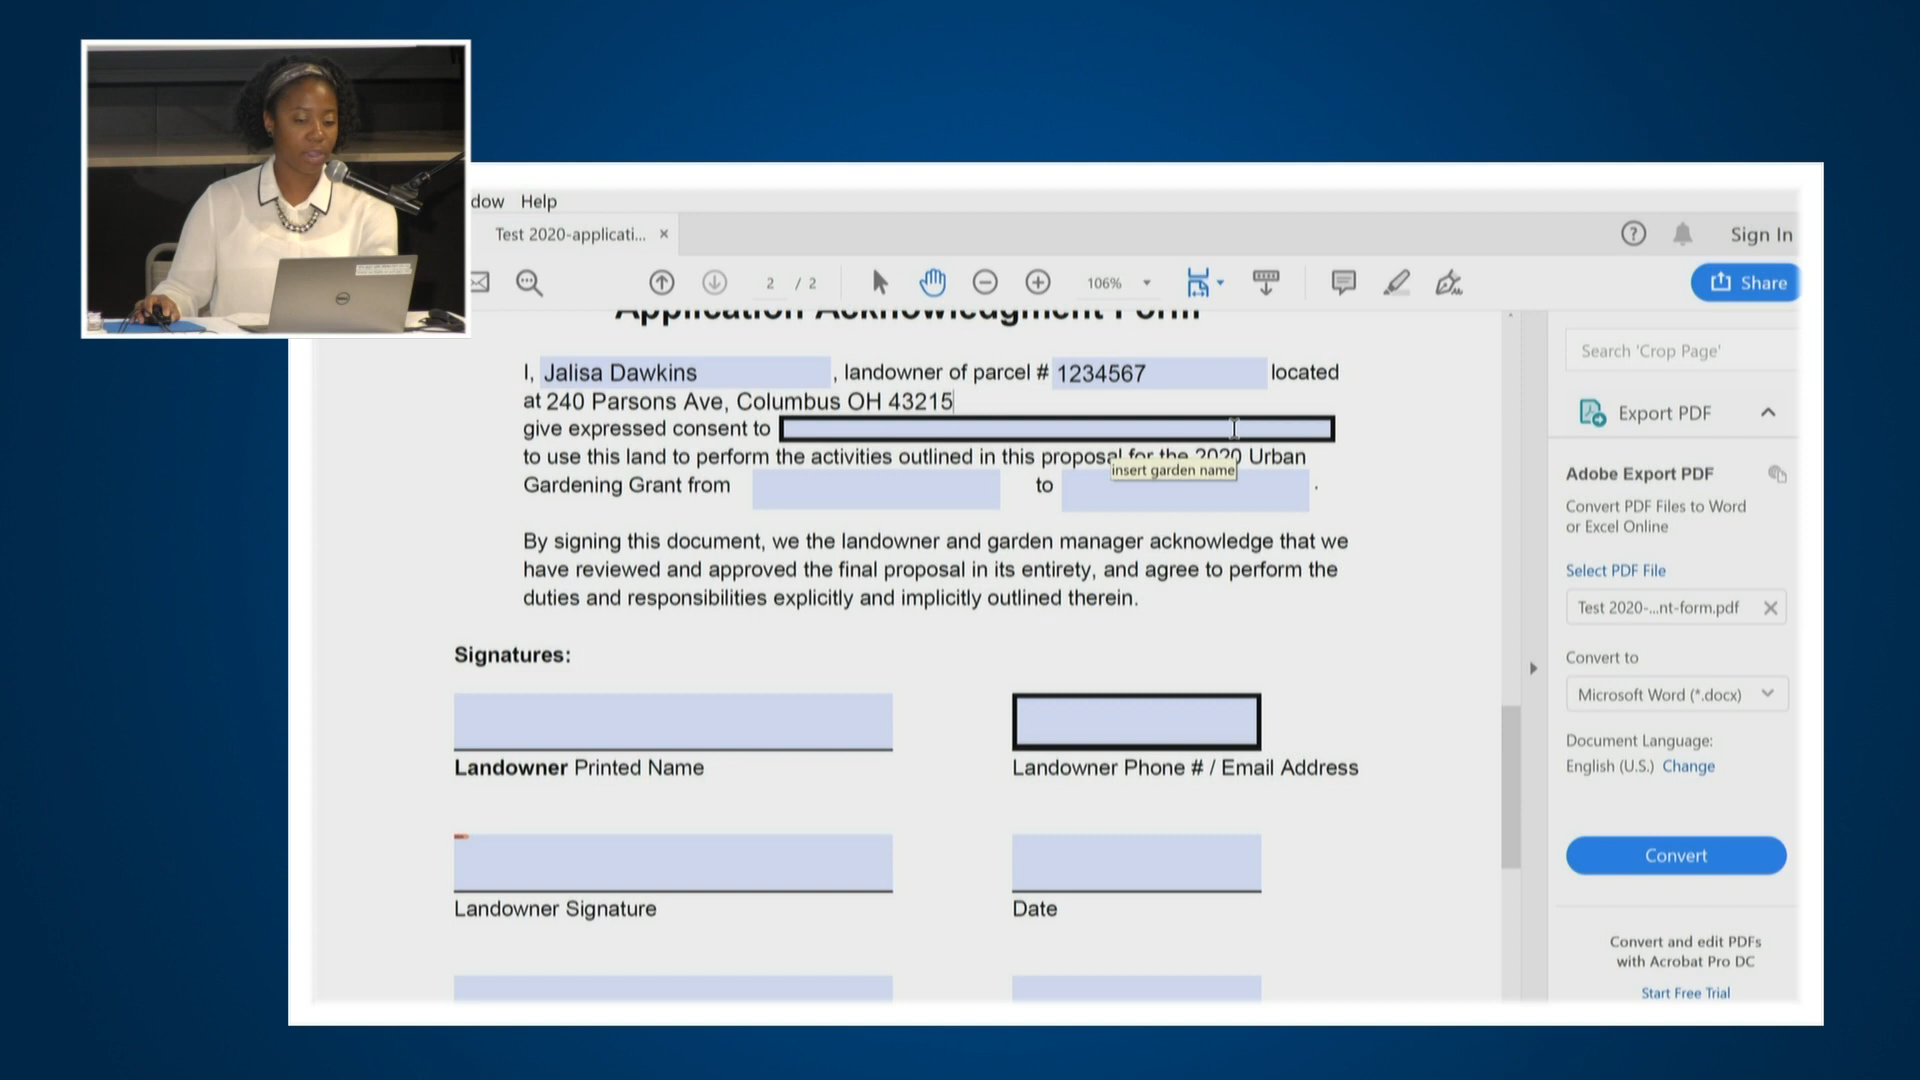 dow Help
Test 2020-applicati... ×
Sign In
2 / 2
106%
Share
Application Acknowledgment Form
I, Jalisa Dawkins , landowner of parcel # 1234567 located
at 240 Parsons Ave, Columbus OH 43215
give expressed consent to
to use this land to perform the activities outlined in this proposal for the 2020 Urban
insert garden name
Gardening Grant from to .
By signing this document, we the landowner and garden manager acknowledge that we
have reviewed and approved the final proposal in its entirety, and agree to perform the
duties and responsibilities explicitly and implicitly outlined therein.
Signatures:
Landowner Printed Name
Landowner Phone # / Email Address
Landowner Signature
Date
Search 'Crop Page'
Export PDF
Adobe Export PDF
Convert PDF Files to Word
or Excel Online
Select PDF File
Test 2020-...nt-form.pdf
Convert to
Microsoft Word (*.docx)
Document Language:
English (U.S.) Change
Convert
Convert and edit PDFs
with Acrobat Pro DC
Start Free Trial